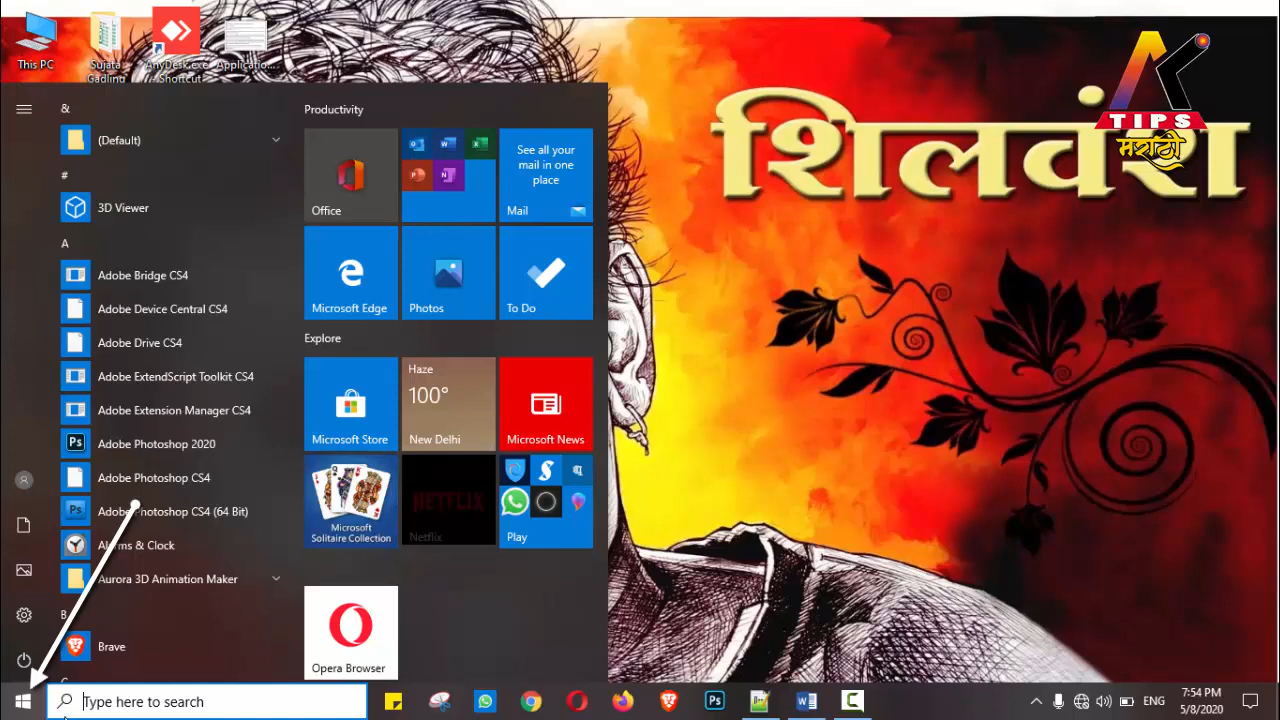 This PC
Sujata
Gadling
AnyDesk.exe
Shortcut
Applicatio...
शिलवंश
TIPS
मराठी
&
(Default)
#
3D Viewer
A
Adobe Bridge CS4
Adobe Device Central CS4
Adobe Drive CS4
Adobe ExtendScript Toolkit CS4
Adobe Extension Manager CS4
Adobe Photoshop 2020
Adobe Photoshop CS4
Adobe Photoshop CS4 (64 Bit)
Alarms & Clock
Aurora 3D Animation Maker
B
Brave
Productivity
Office
See all your
mail in one
place
Mail
Microsoft Edge
Photos
To Do
Explore
Microsoft Store
Haze
100°
New Delhi
Microsoft News
Microsoft
Solitaire Collection
NETFLIX
Netflix
Play
Opera Browser
Type here to search
Ps
ENG
7:54 PM
5/8/2020